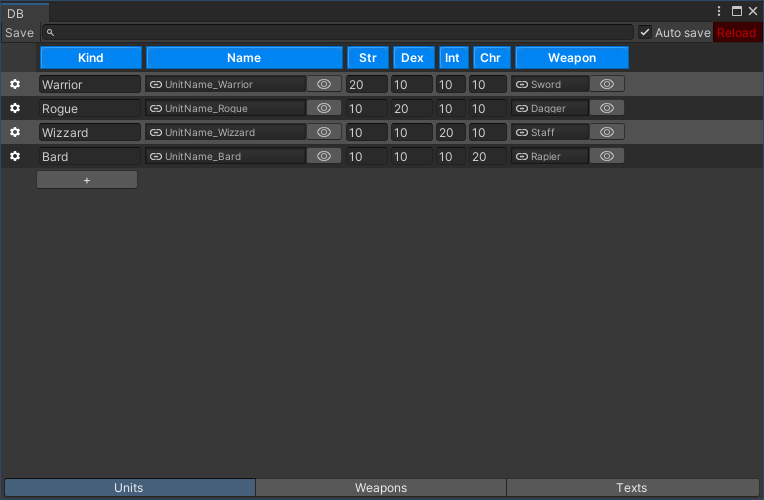 DB
Save Auto save Reload
Kind Name Str Dex Int Chr Weapon
Warrior UnitName_Warrior 20 10 10 10 Sword
Rogue UnitName_Rogue 10 20 10 10 Dagger
Wizzard UnitName_Wizzard 10 10 20 10 Staff
Bard UnitName_Bard 10 10 10 20 Rapier
+
Units Weapons Texts